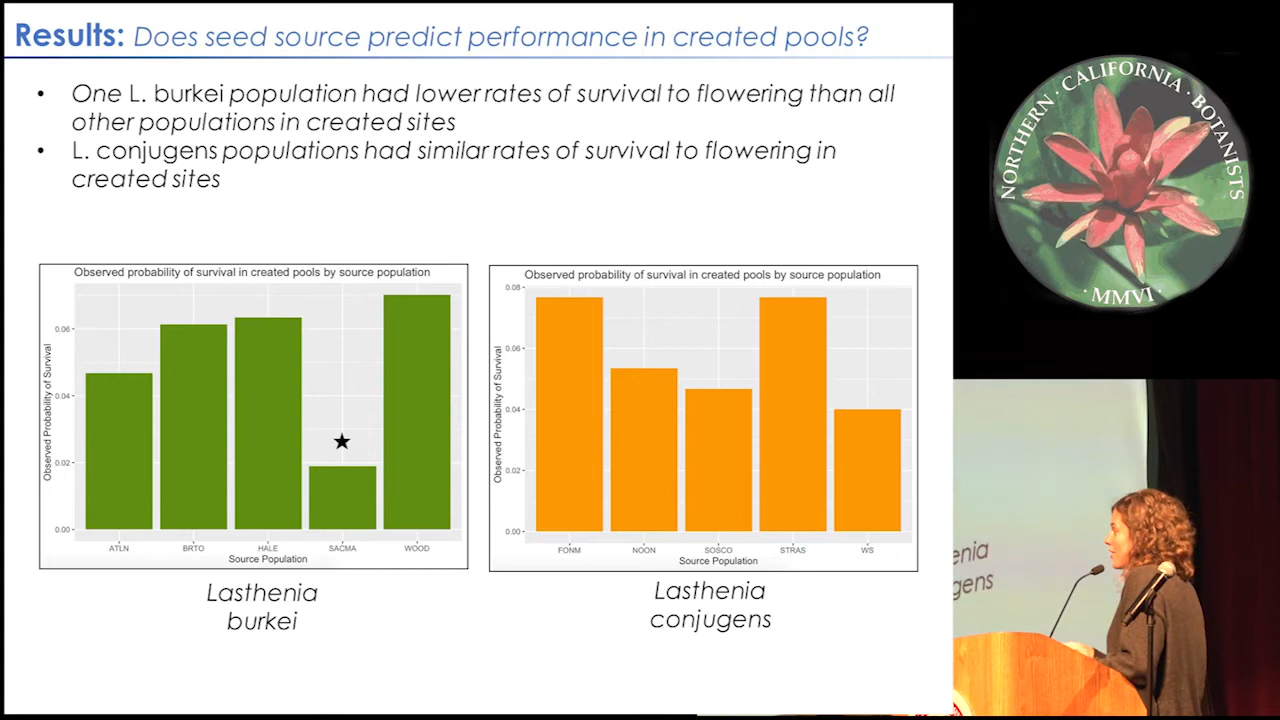 Results: Does seed source predict performance in created pools?
• One L. burkei population had lower rates of survival to flowering than all
other populations in created sites
• L. conjugens populations had similar rates of survival to flowering in
created sites
Observed probability of survival in created pools by source population
Observed Probability of Survival
0.06
0.04
0.02
0.00
ATLN BRTO HALE SACMA WOOD
Source Population
Lasthenia
burkei
Observed probability of survival in created pools by source population
Observed Probability of Survival
0.08
0.06
0.04
0.02
0.00
FONM NOON SOSCO STRAS WS
Source Population
Lasthenia
conjugens
NORTHERN · CALIFORNIA · BOTANISTS
· MMVI ·
enia
gens